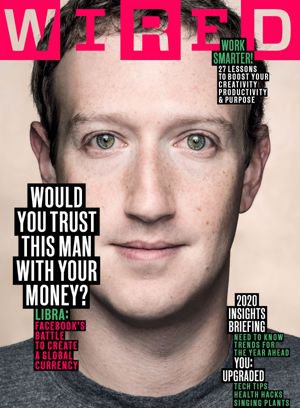 WIRED
WORK
SMARTER!
27 LESSONS
TO BOOST YOUR
CREATIVITY
PRODUCTIVITY
& PURPOSE
WOULD
YOU TRUST
THIS MAN
WITH YOUR
MONEY?
LIBRA:
FACEBOOK'S
BATTLE
TO CREATE
A GLOBAL
CURRENCY
2020
INSIGHTS
BRIEFING
NEED TO KNOW
TRENDS FOR
THE YEAR AHEAD
YOU:
UPGRADED
TECH TIPS
HEALTH HACKS
SINGING PLANTS